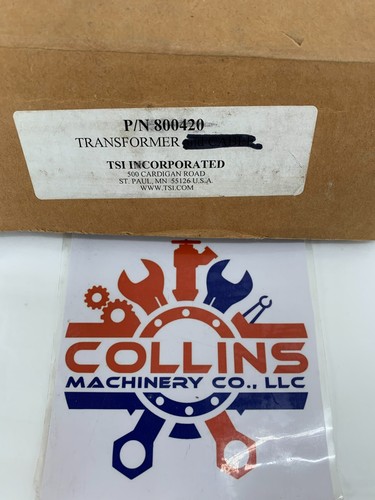 P/N 800420
TRANSFORMER
TSI INCORPORATED
500 CARDIGAN ROAD
ST. PAUL, MN 55126 U.S.A.
WWW.TSI.COM
COLLINS
MACHINERY CO., LLC